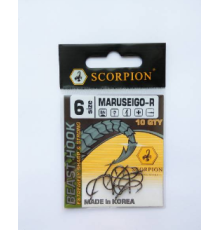 SCORPION
6 size
MARUSEIGO-R
10 QTY
BEAST HOOK
SCORPION
MADE IN KOREA